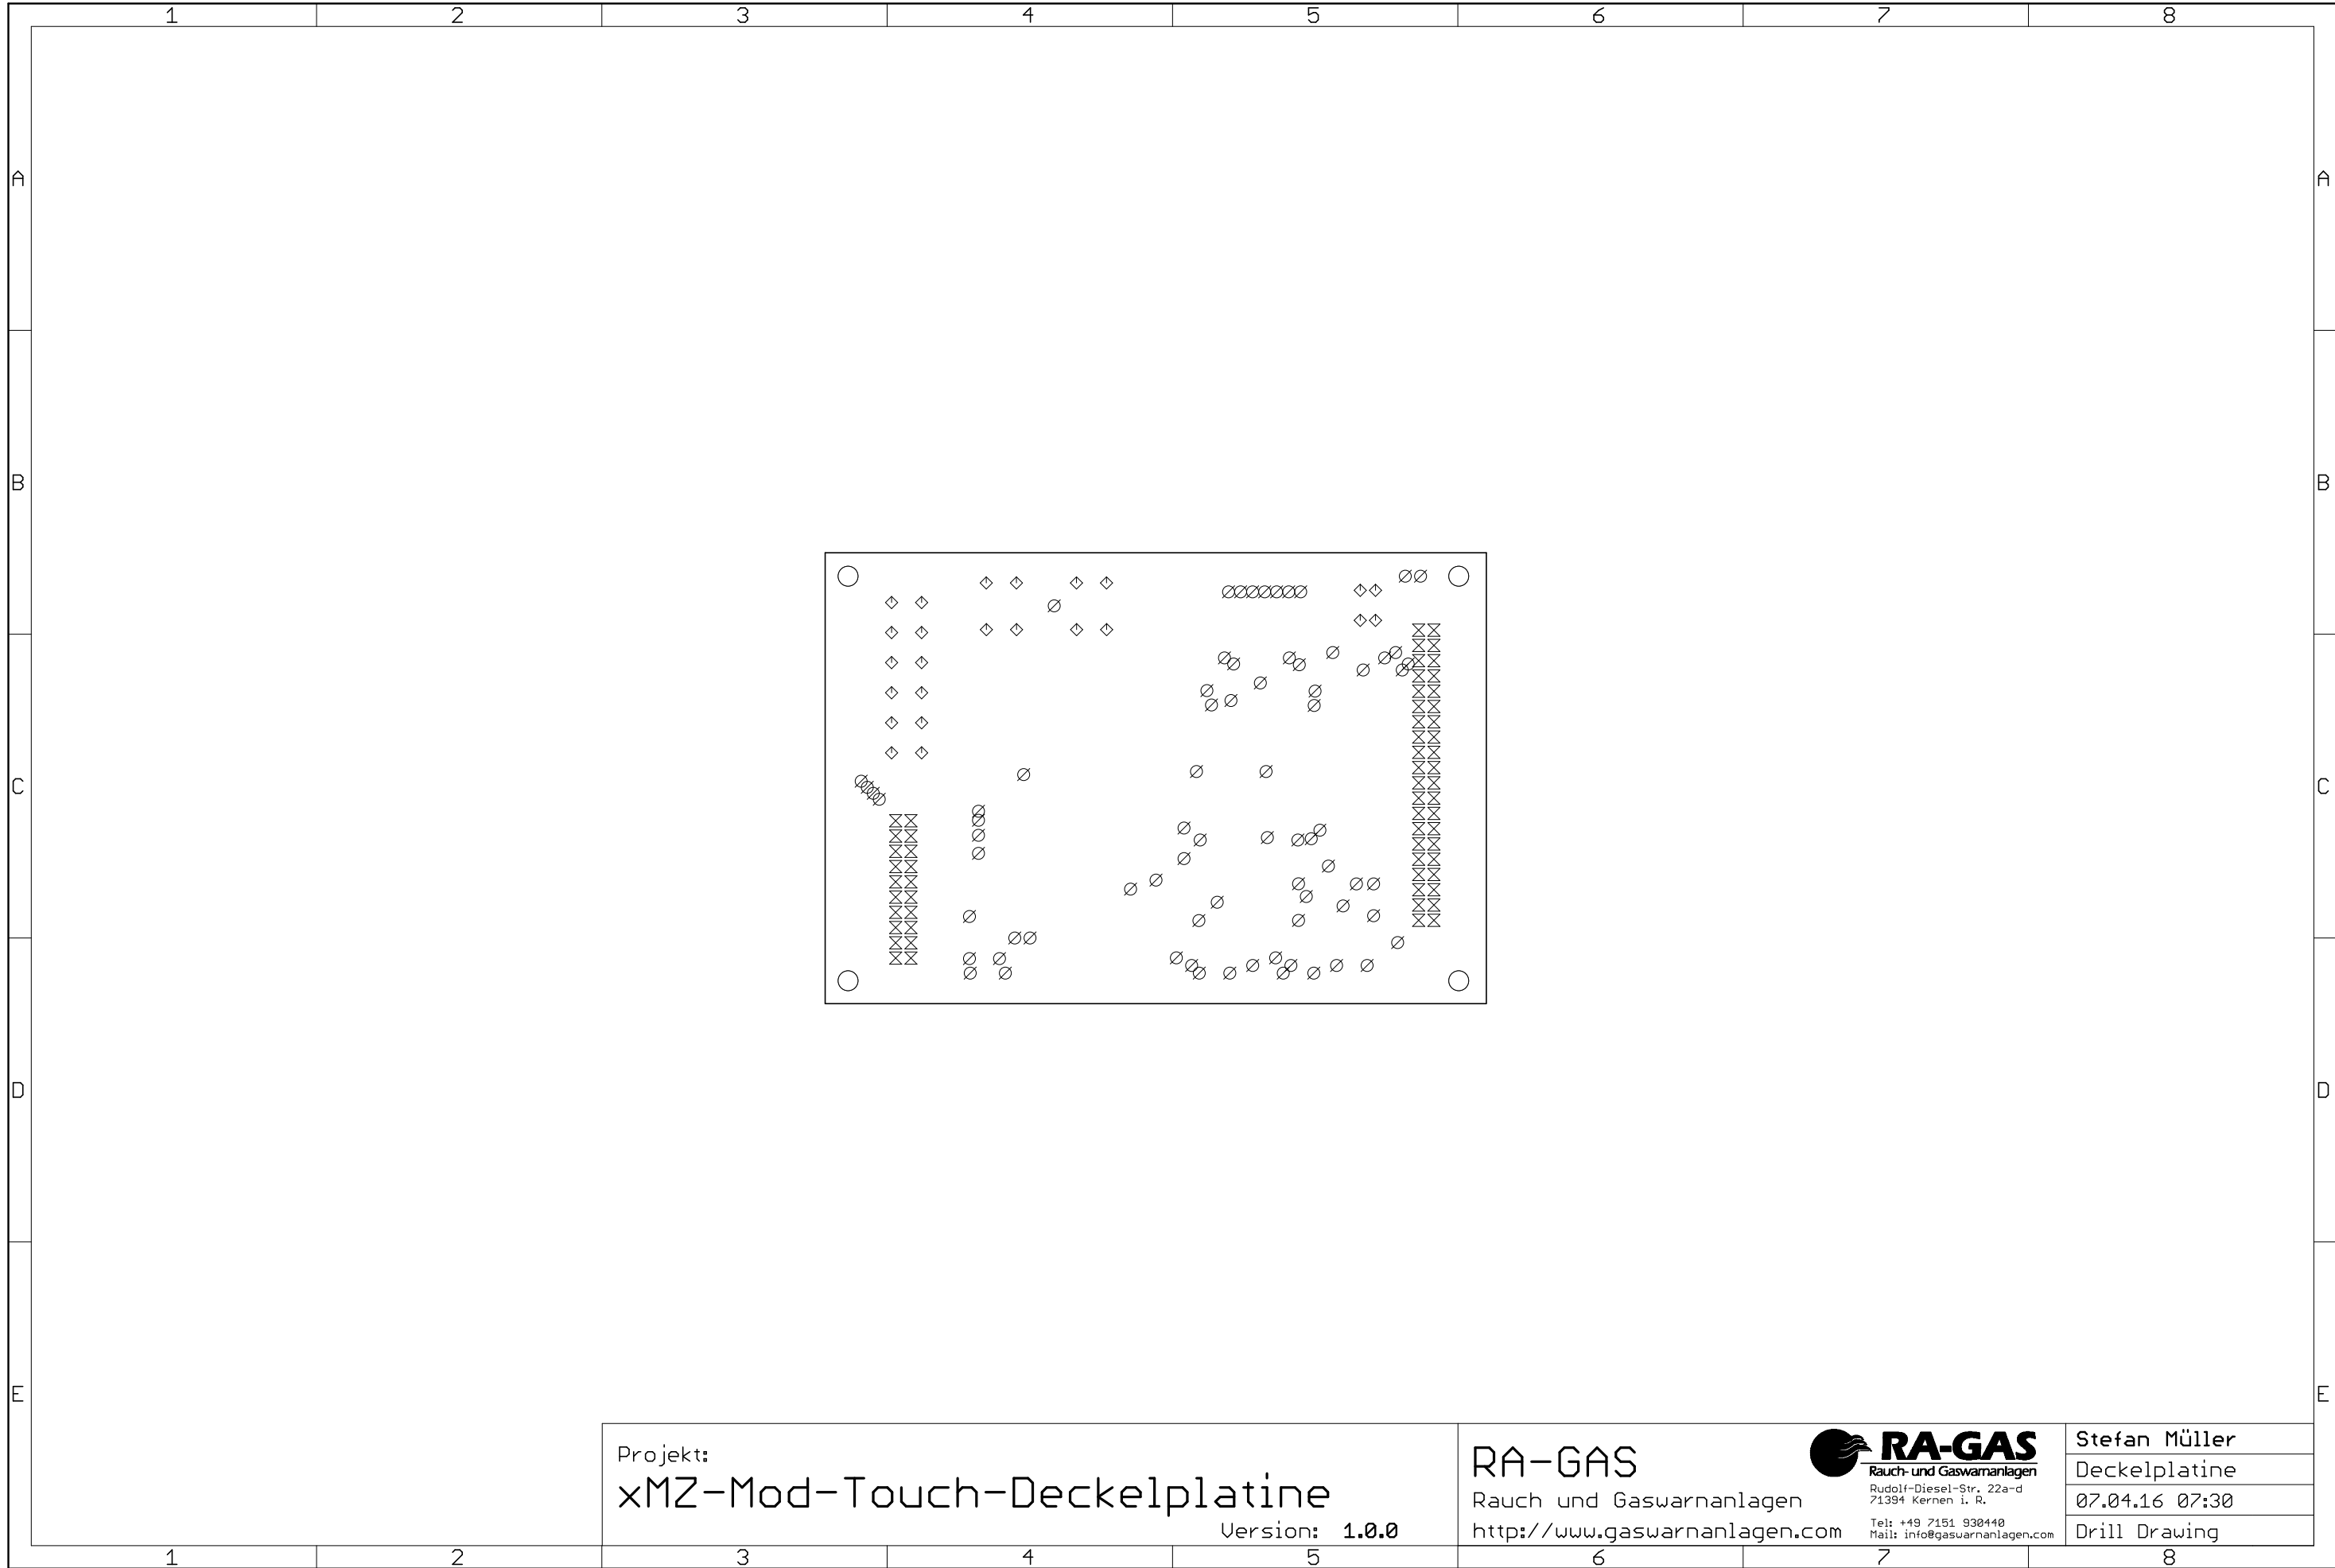 1 2 3 4 5 6 7 8
A A
B B
C C
D D
E E
Projekt:
xMZ-Mod-Touch-Deckelplatine
Version: 1.0.0
RA-GAS
Rauch und Gaswarnanlagen
http://www.gaswarnanlagen.com
RA-GAS
Rauch- und Gaswarnanlagen
Rudolf-Diesel-Str. 22a-d
71394 Kernen i. R.
Tel: +49 7151 930440
Mail: info@gaswarnanlagen.com
Stefan Müller
Deckelplatine
07.04.16 07:30
Drill Drawing
1 2 3 4 5 6 7 8